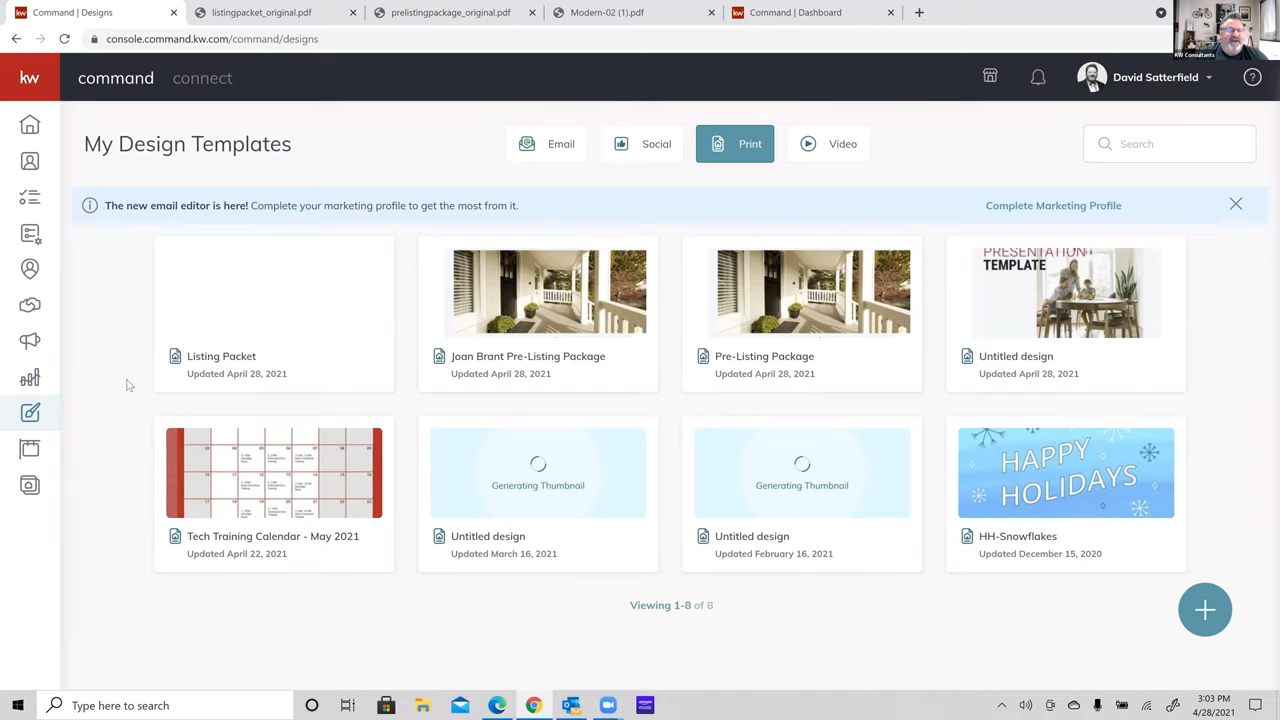 Command | Designs
listingpacket_original.pdf
prelistingpackage_original.pdf
Modern-02 (1).pdf
Command | Dashboard
console.command.kw.com/command/designs
KW Consultants
kw
command
connect
David Satterfield
My Design Templates
Email
Social
Print
Video
Search
The new email editor is here! Complete your marketing profile to get the most from it.
Complete Marketing Profile
PRESENTATION
TEMPLATE
Listing Packet
Updated April 28, 2021
Joan Brant Pre-Listing Package
Updated April 28, 2021
Pre-Listing Package
Updated April 28, 2021
Untitled design
Updated April 28, 2021
Generating Thumbnail
Generating Thumbnail
HAPPY
HOLIDAYS
Tech Training Calendar - May 2021
Updated April 22, 2021
Untitled design
Updated March 16, 2021
Untitled design
Updated February 16, 2021
HH-Snowflakes
Updated December 15, 2020
Viewing 1-8 of 8
Type here to search
amazon music
3:03 PM
4/28/2021